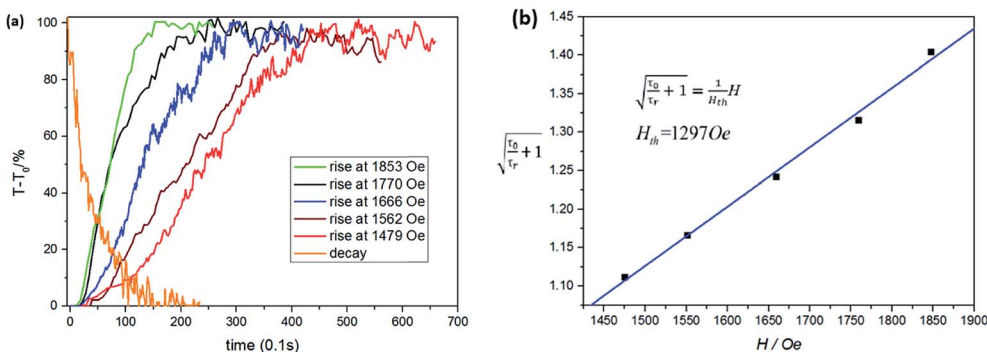 (a)
T-T₀/%
100
80
60
40
20
0
rise at 1853 Oe
rise at 1770 Oe
rise at 1666 Oe
rise at 1562 Oe
rise at 1479 Oe
decay
0 100 200 300 400 500 600 700
time (0.1s)
(b)
√(τ₀/τᵣ +1)
1.45
1.40
1.35
1.30
1.25
1.20
1.15
1.10
√(τ₀/τᵣ + 1) = 1/Hₜₕ H
Hₜₕ=1297Oe
1450 1500 1550 1600 1650 1700 1750 1800 1850 1900
H / Oe